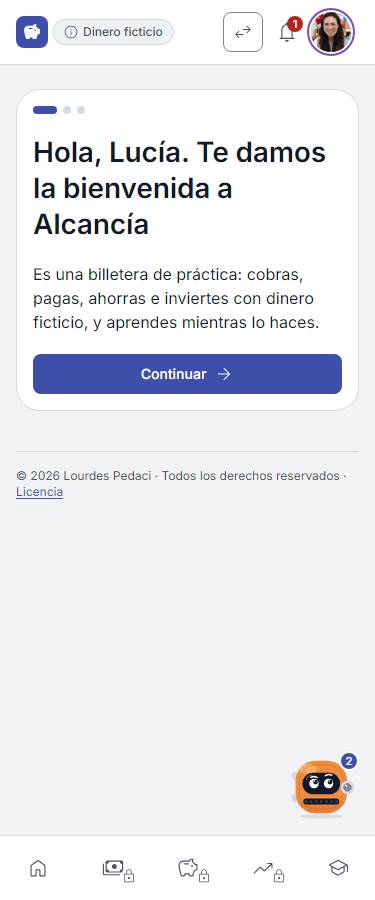 Dinero ficticio
1
Hola, Lucía. Te damos
la bienvenida a
Alcancía
Es una billetera de práctica: cobras,
pagas, ahorras e inviertes con dinero
ficticio, y aprendes mientras lo haces.
Continuar
© 2026 Lourdes Pedaci · Todos los derechos reservados ·
Licencia
2